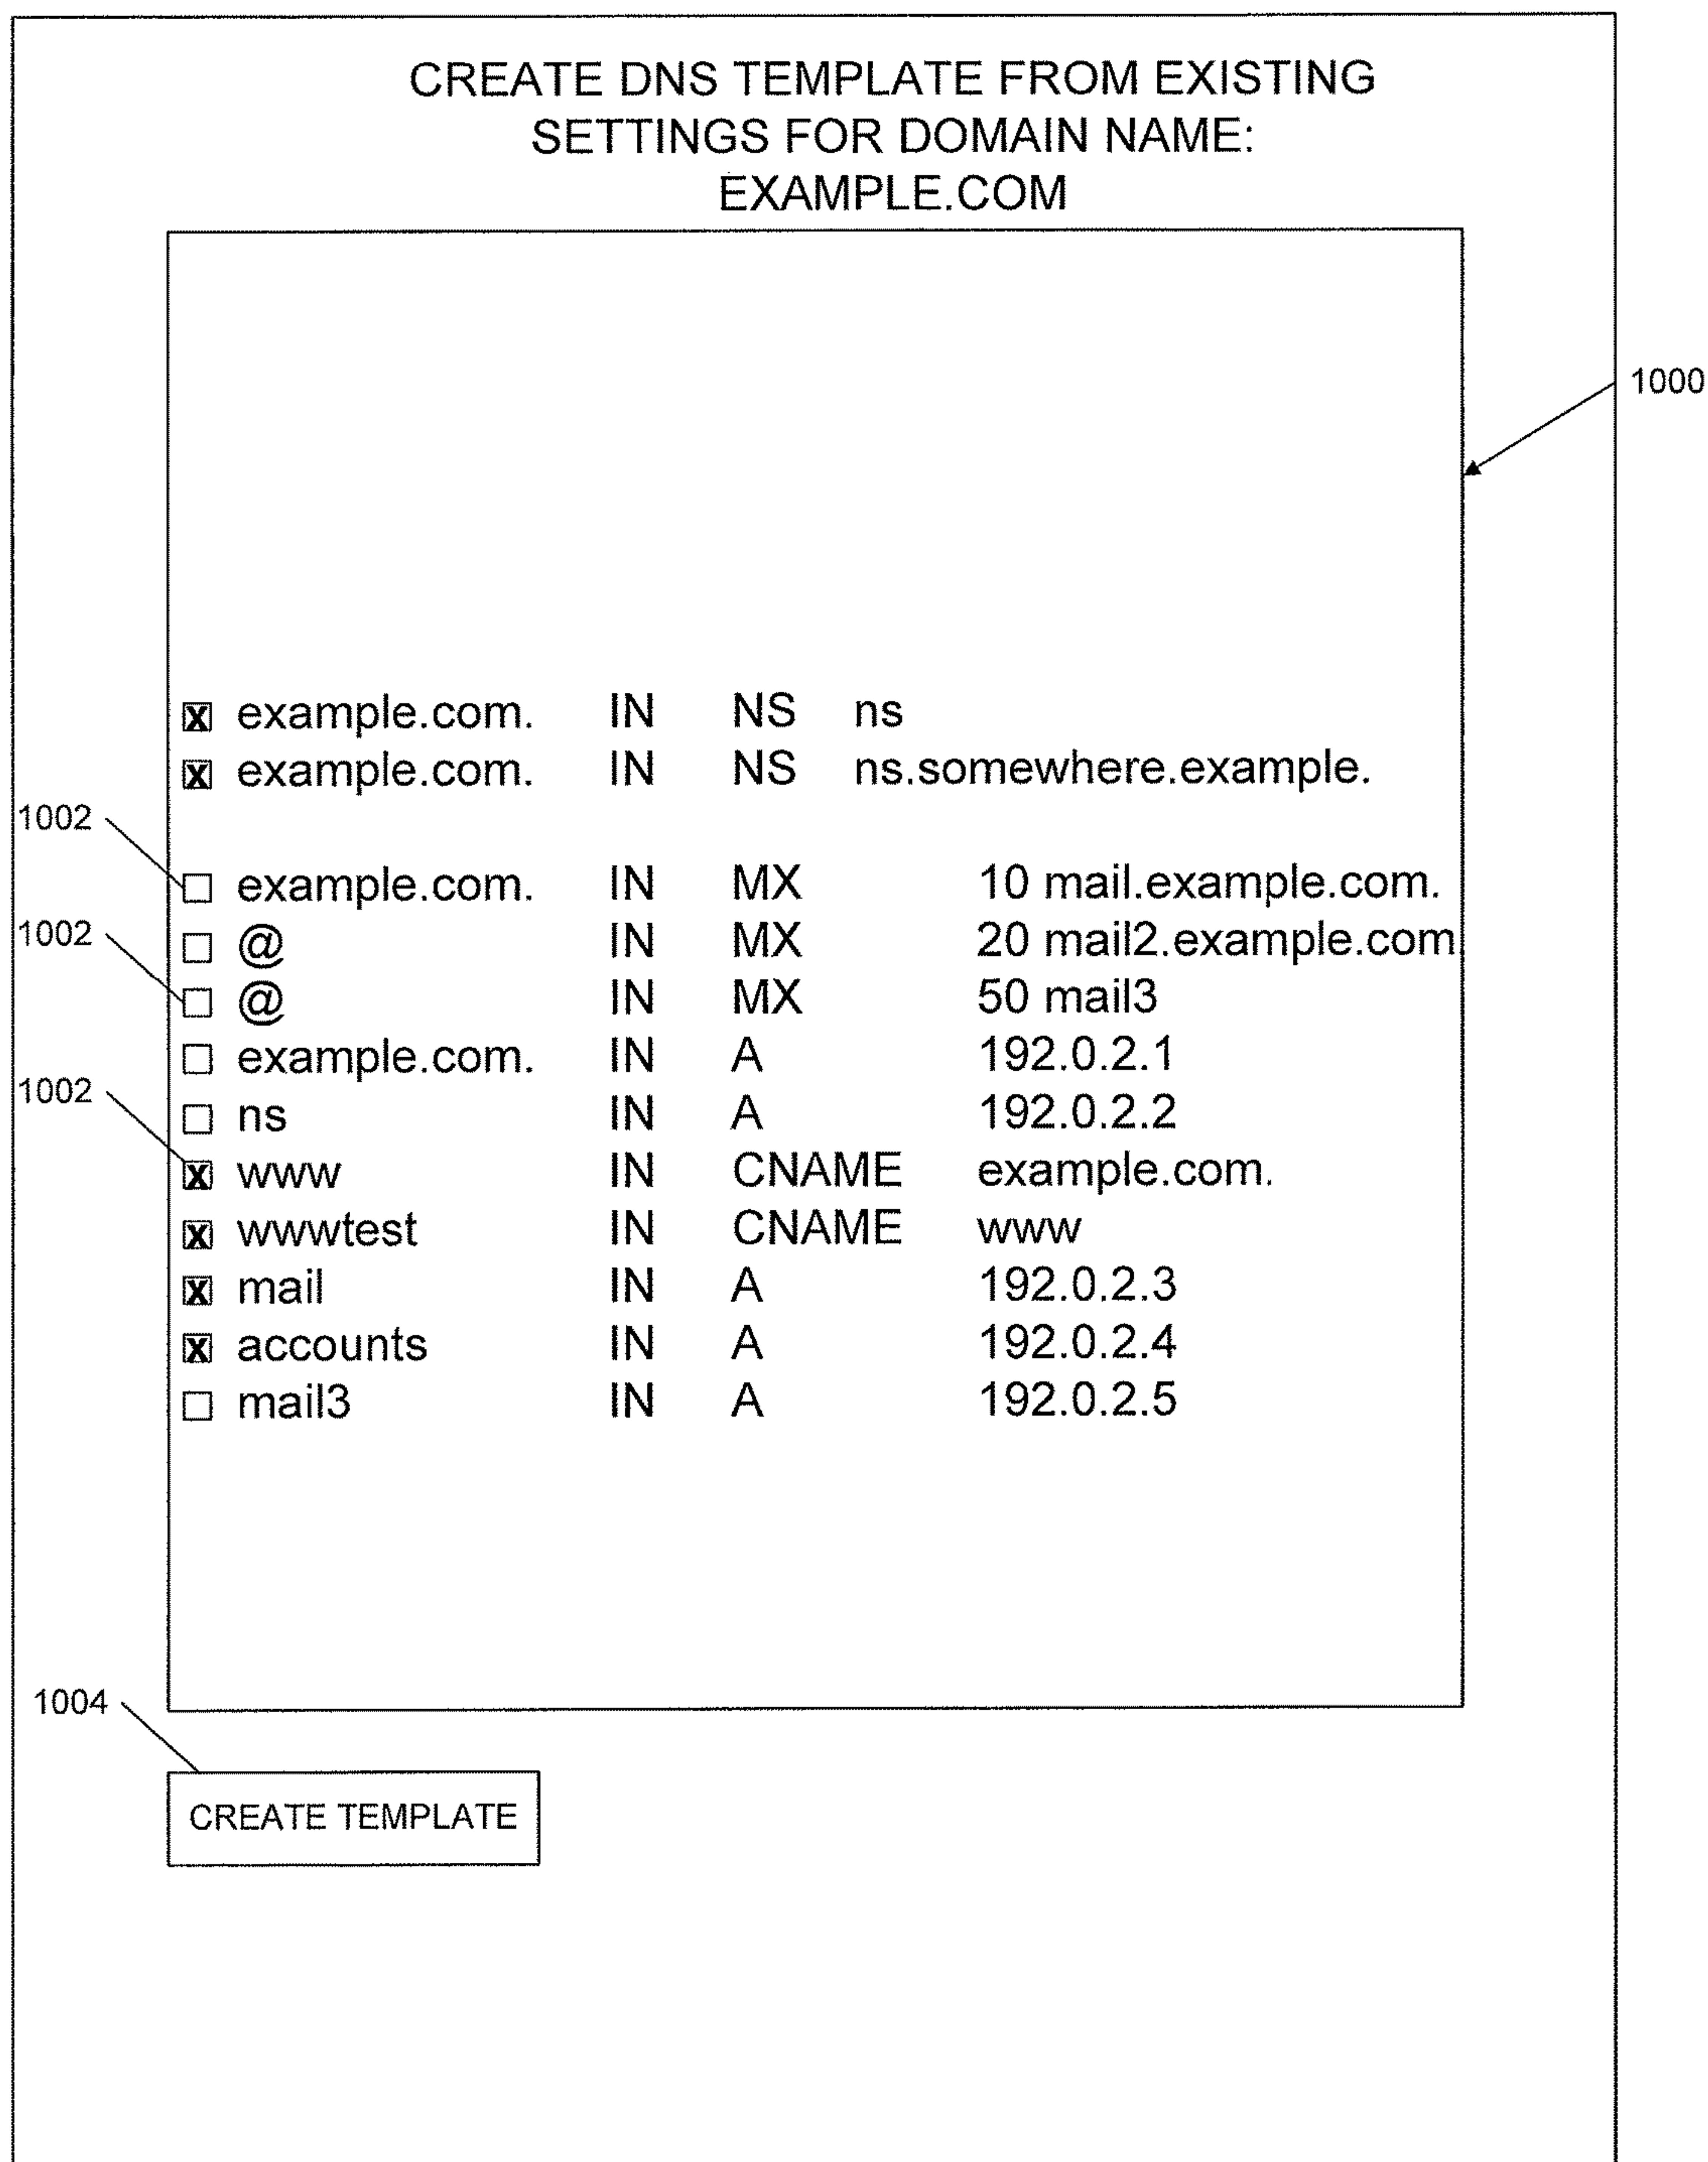 CREATE DNS TEMPLATE FROM EXISTING
SETTINGS FOR DOMAIN NAME:
EXAMPLE.COM
1000
X example.com. IN NS ns
X example.com. IN NS ns.somewhere.example.
1002
example.com. IN MX 10 mail.example.com.
1002
@ IN MX 20 mail2.example.com.
@ IN MX 50 mail3
example.com. IN A 192.0.2.1
1002
ns IN A 192.0.2.2
X www IN CNAME example.com.
X wwwtest IN CNAME www
X mail IN A 192.0.2.3
X accounts IN A 192.0.2.4
mail3 IN A 192.0.2.5
1004
CREATE TEMPLATE